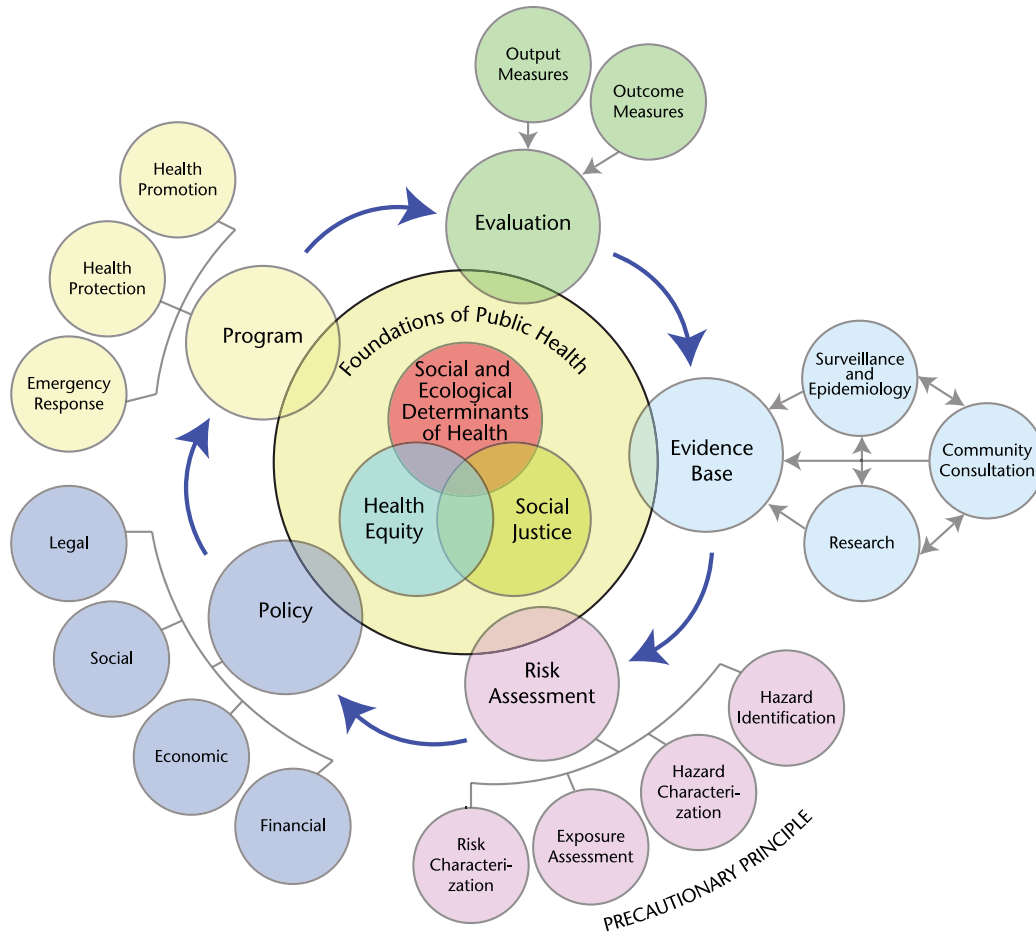 Output
Measures
Outcome
Measures
Evaluation
Health
Promotion
Health
Protection
Emergency
Response
Program
Foundations of Public Health
Social and
Ecological
Determinants
of Health
Health
Equity
Social
Justice
Evidence
Base
Surveillance
and
Epidemiology
Community
Consultation
Research
Legal
Social
Economic
Financial
Policy
Risk
Assessment
Hazard
Identification
Hazard
Characteri-
zation
Exposure
Assessment
Risk
Characteri-
zation
PRECAUTIONARY PRINCIPLE